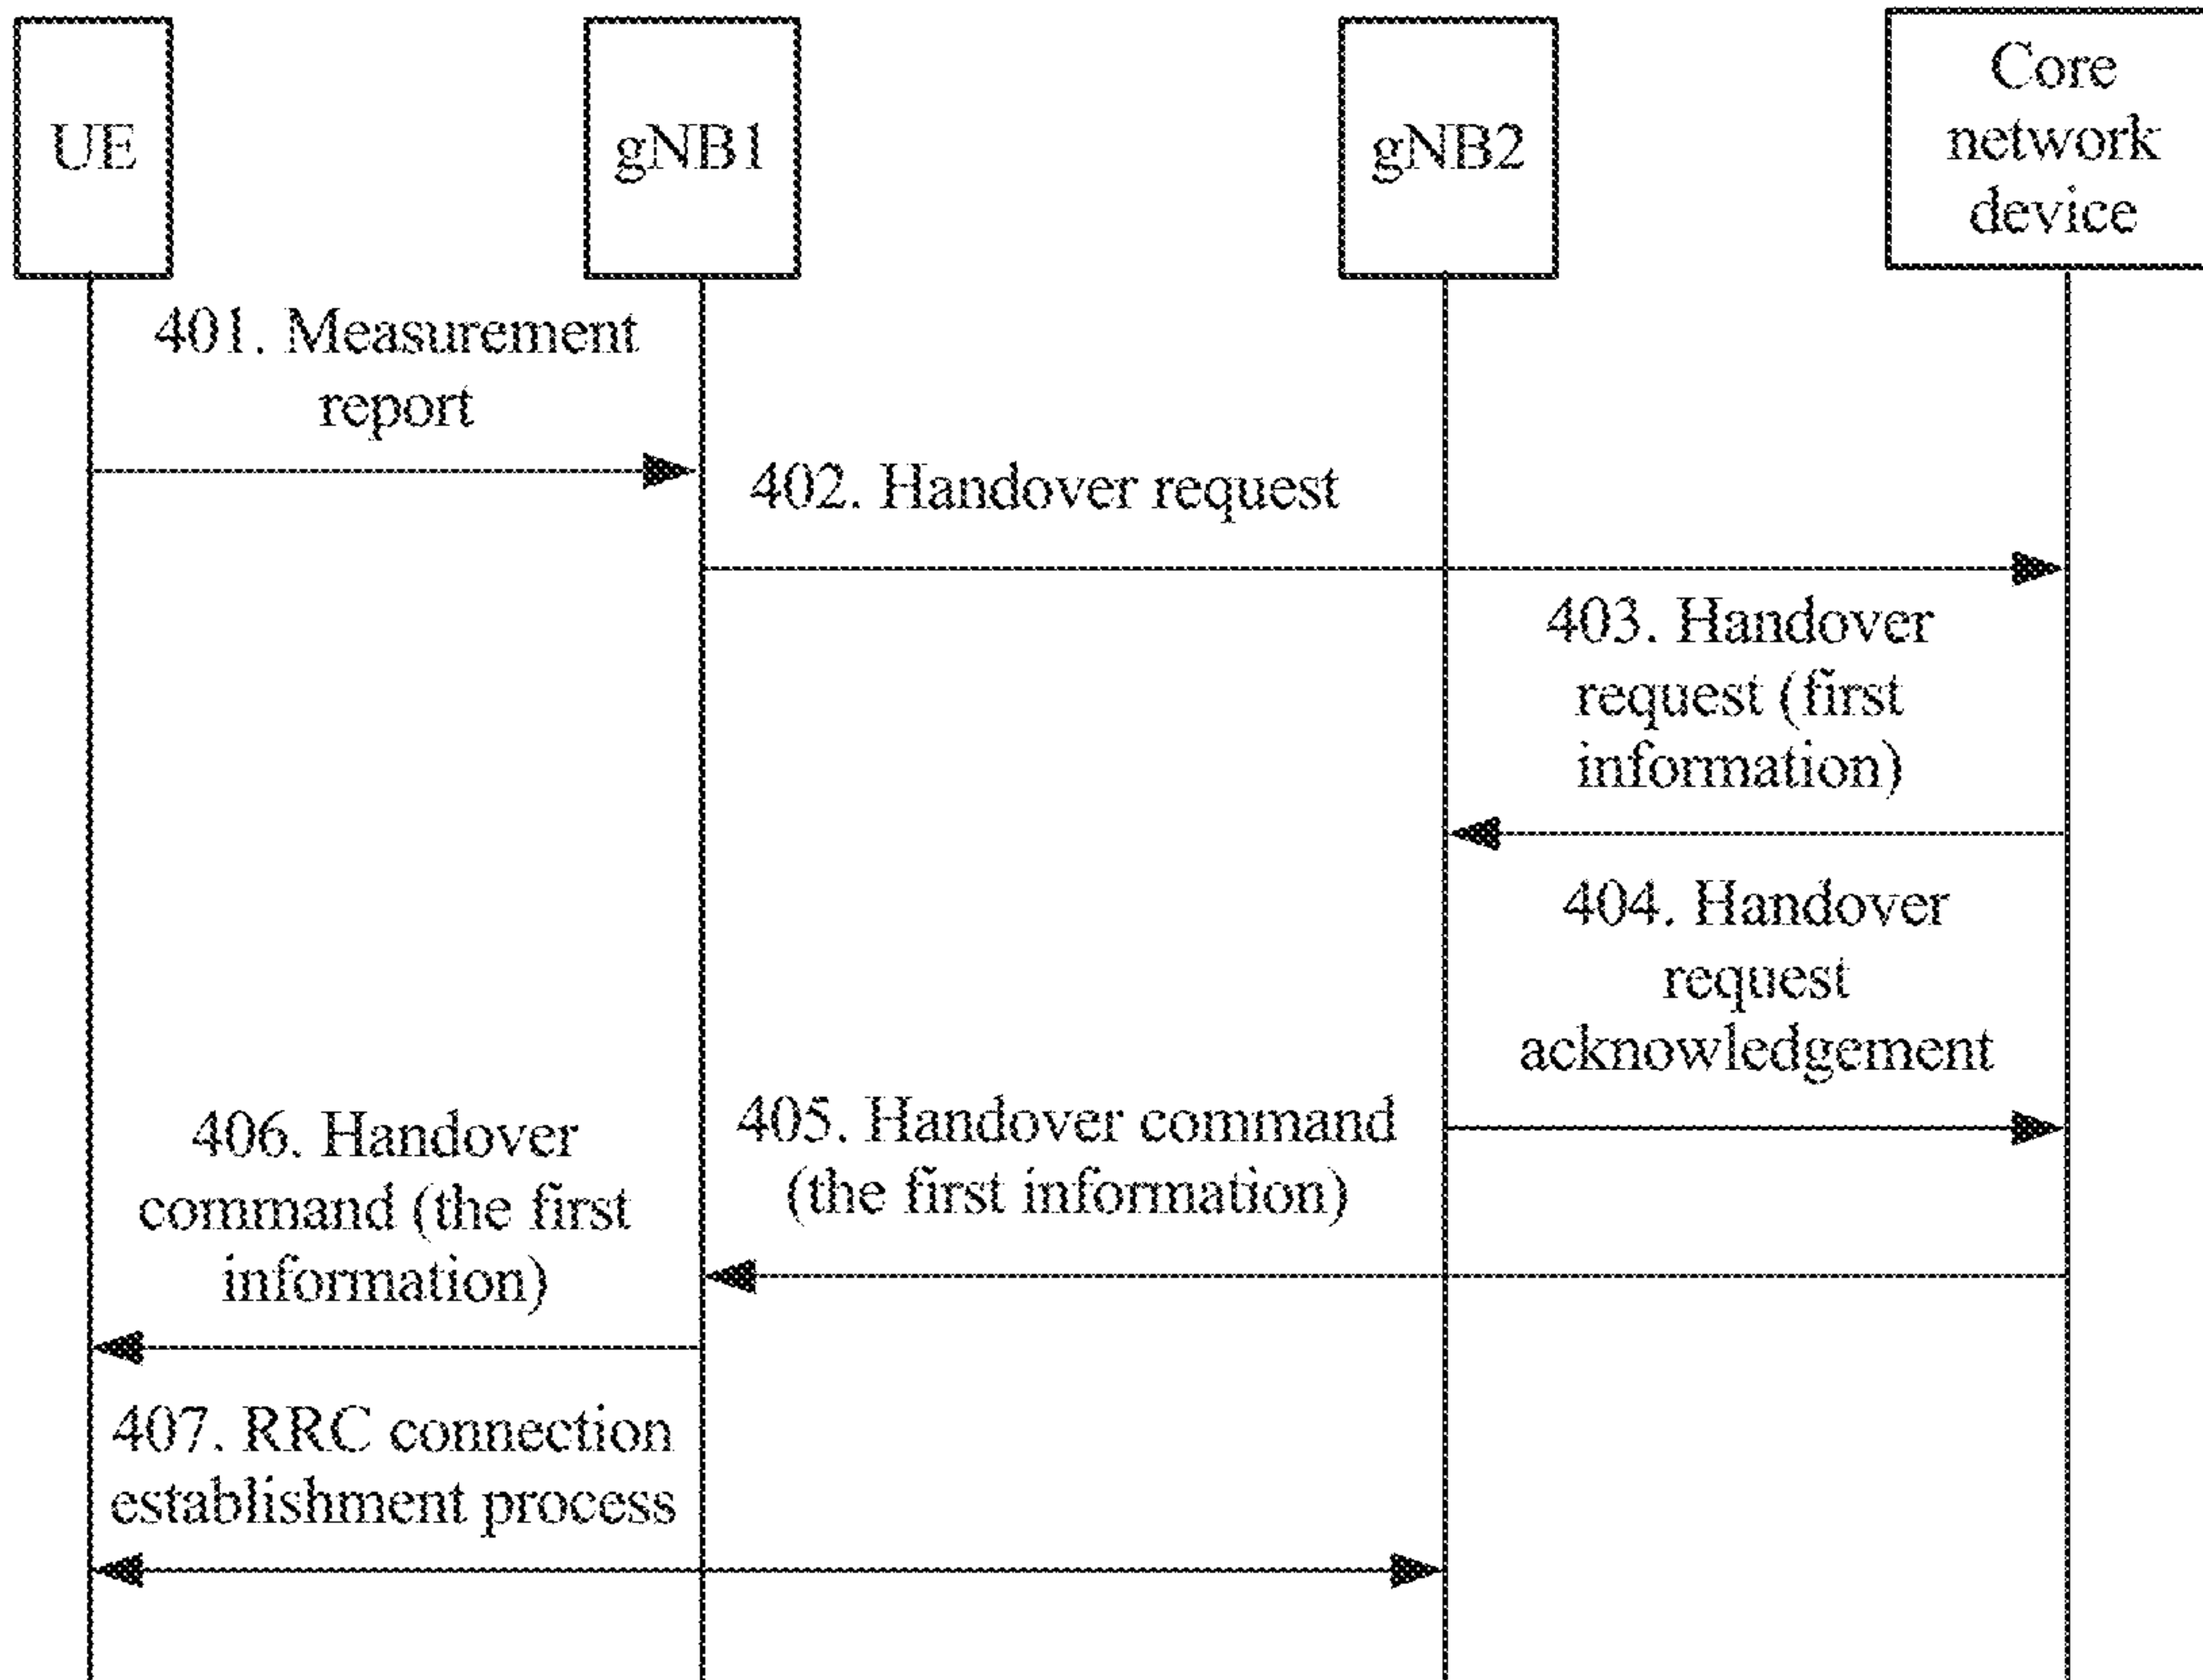 UE
gNB1
gNB2
Core
network
device
401. Measurement
report
402. Handover request
403. Handover
request (first
information)
404. Handover
request
acknowledgement
405. Handover command
(the first information)
406. Handover
command (the first
information)
407. RRC connection
establishment process